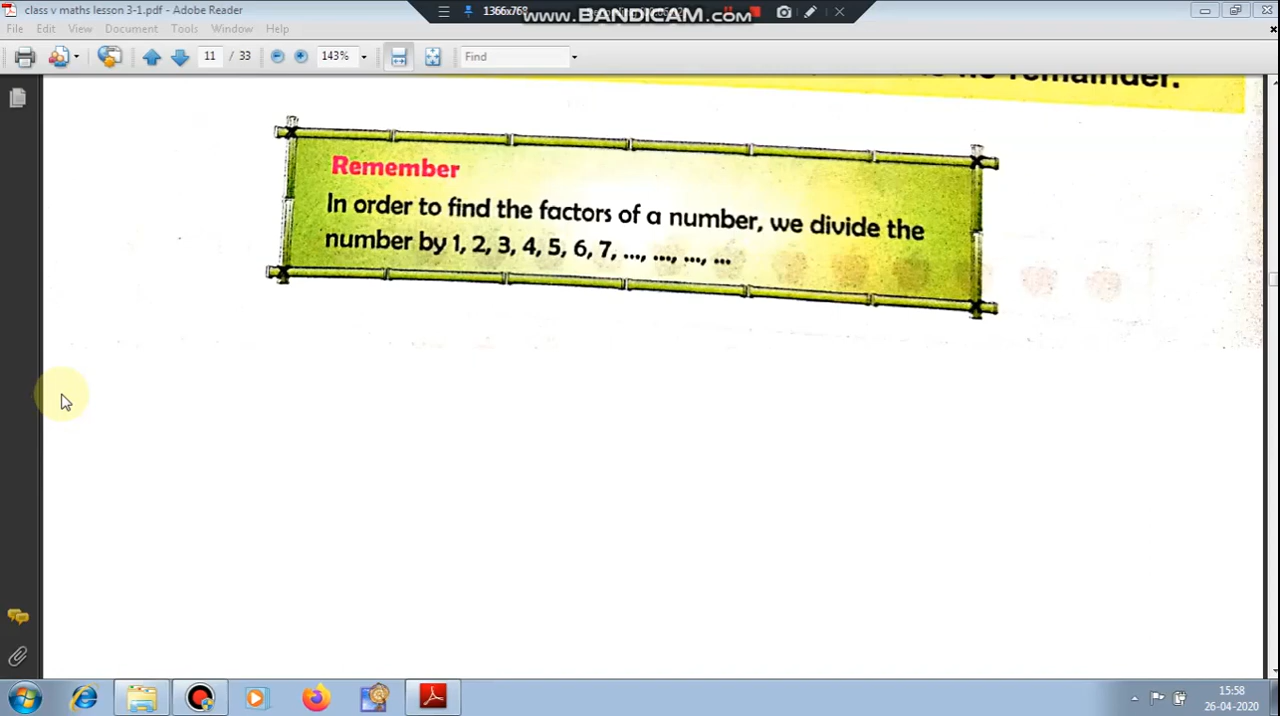 class v maths lesson 3-1.pdf - Adobe Reader
1366x768
www.BANDICAM.com
File Edit View Document Tools Window Help
11 / 33 143% Find
no remainder.
Remember
In order to find the factors of a number, we divide the
number by 1, 2, 3, 4, 5, 6, 7, ..., ..., ..., ...
15:58
26-04-2020